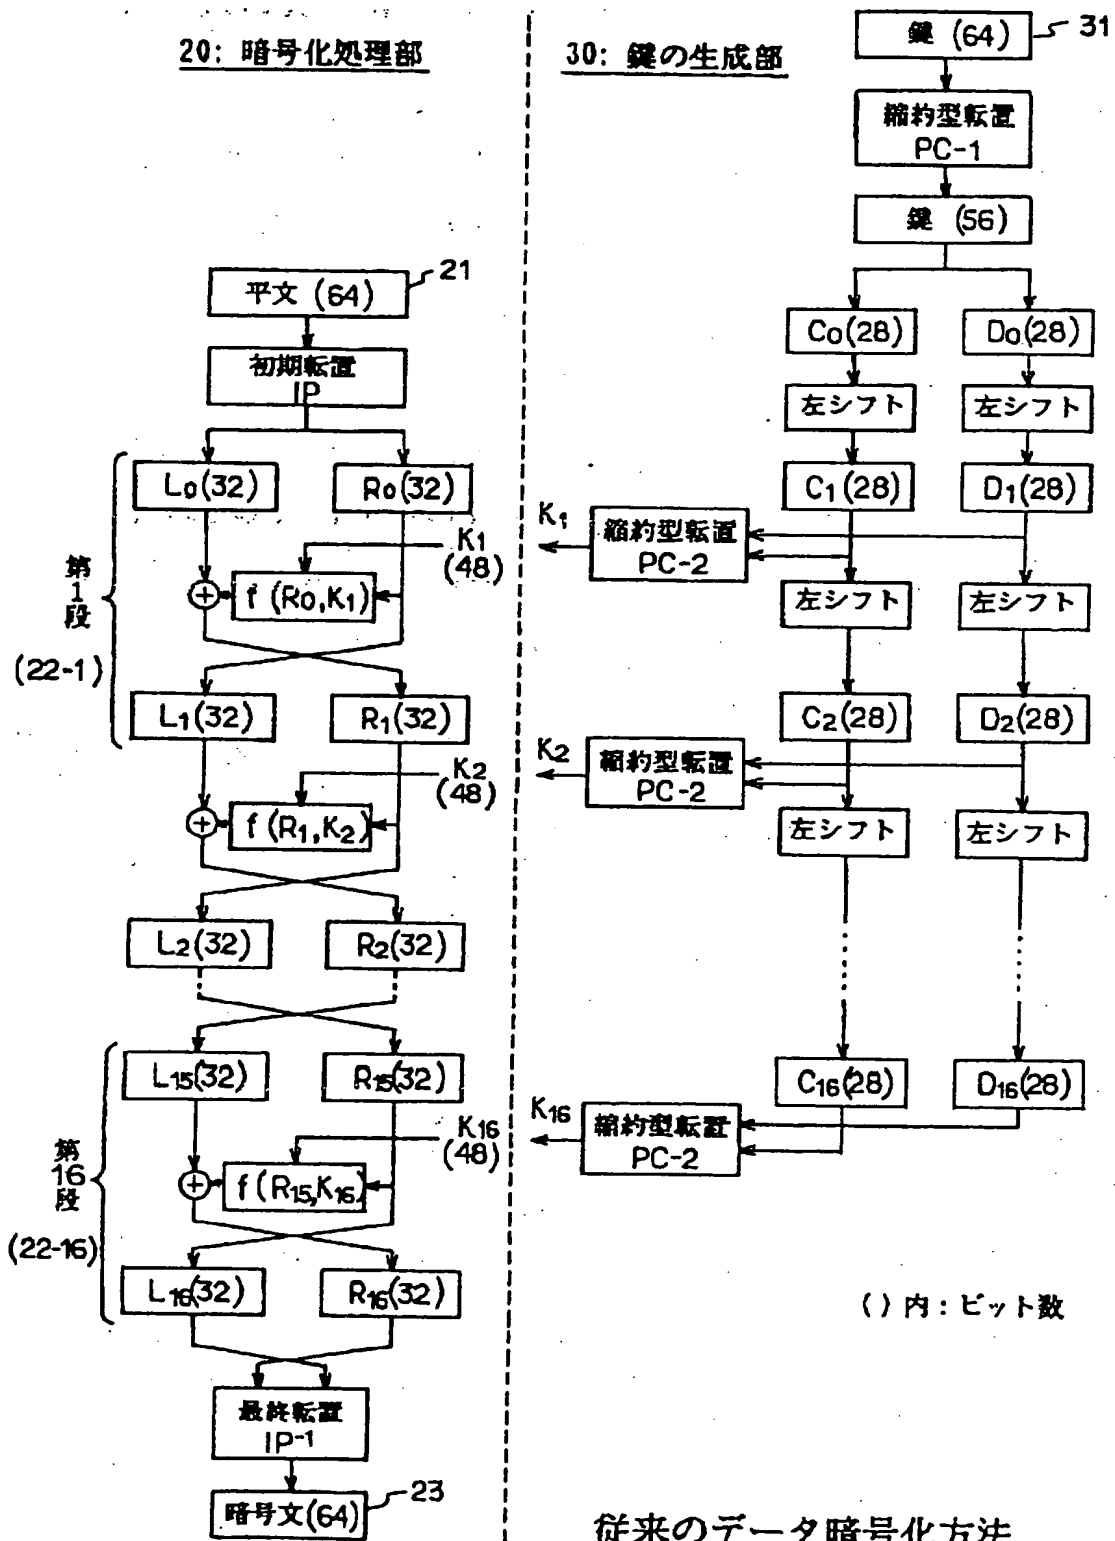 20: 暗号化処理部
平文 (64)
21
初期転置
IP
L0(32)
R0(32)
第1段
(22-1)
K1
(48)
+
f (R0,K1)
L1(32)
R1(32)
K2
(48)
+
f (R1,K2)
L2(32)
R2(32)
L15(32)
R15(32)
第16段
(22-16)
K16
(48)
+
f (R15,K16)
L16(32)
R16(32)
最終転置
IP-1
暗号文(64)
23
30: 鍵の生成部
鍵 (64)
31
縮約型転置
PC-1
鍵 (56)
C0(28)
D0(28)
左シフト
左シフト
C1(28)
D1(28)
K1
縮約型転置
PC-2
左シフト
左シフト
C2(28)
D2(28)
K2
縮約型転置
PC-2
左シフト
左シフト
C16(28)
D16(28)
K16
縮約型転置
PC-2
( ) 内：ビット数
従来のデータ暗号化方法